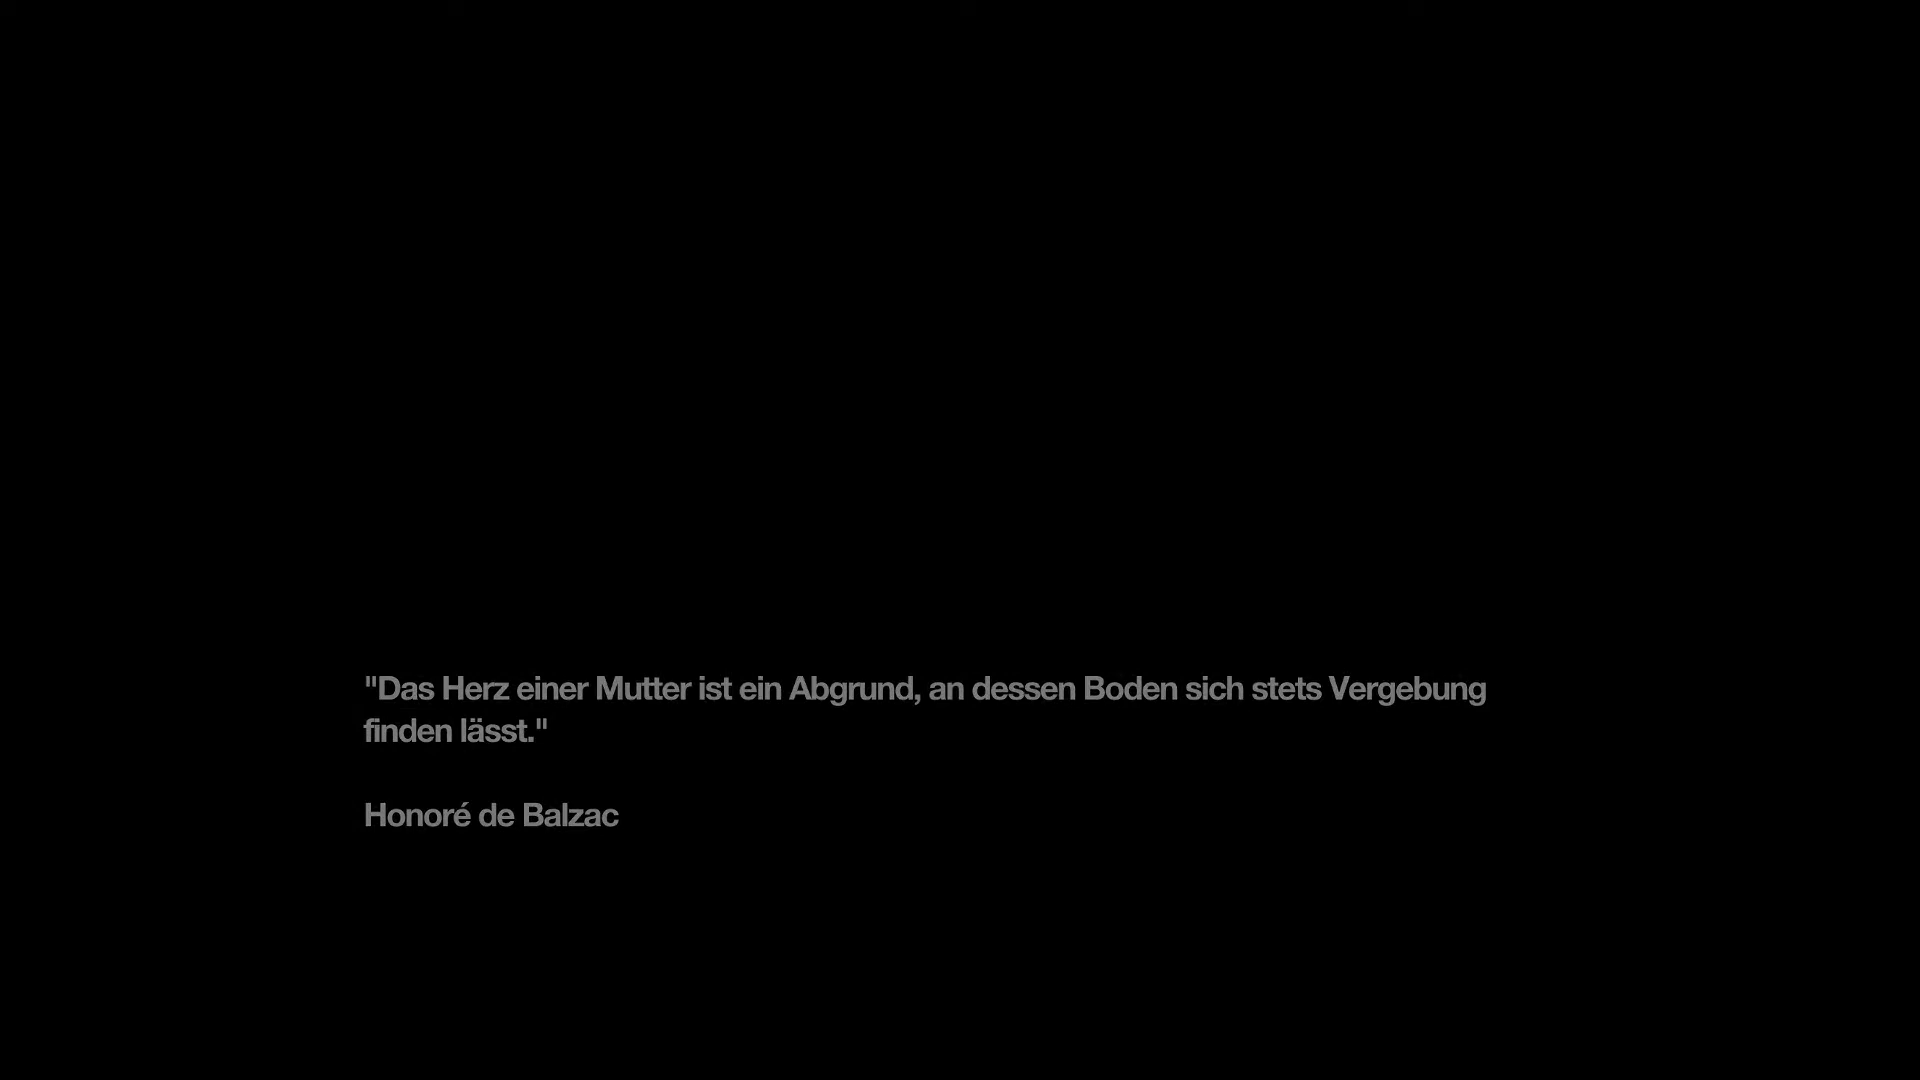 "Das Herz einer Mutter ist ein Abgrund, an dessen Boden sich stets Vergebung
finden lässt."
Honoré de Balzac